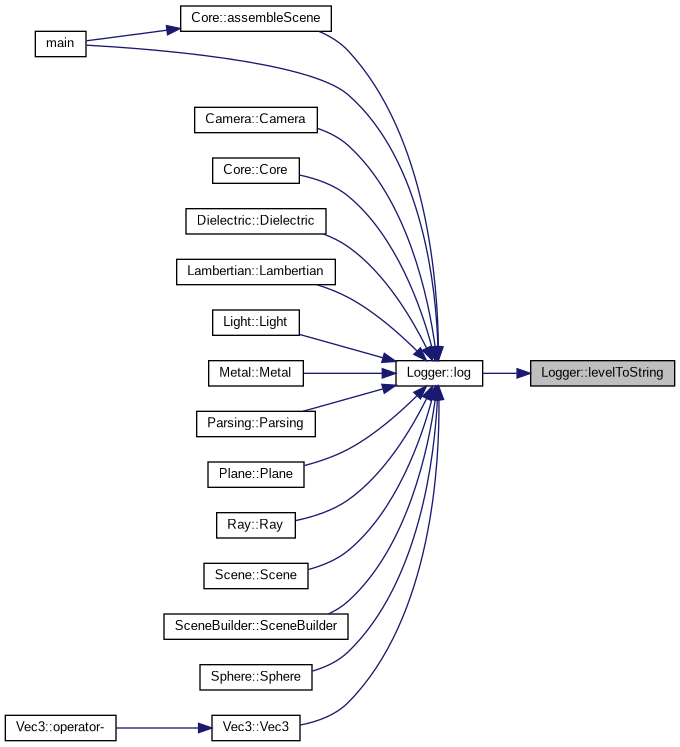 Core::assembleScene
main
Camera::Camera
Core::Core
Dielectric::Dielectric
Lambertian::Lambertian
Light::Light
Metal::Metal
Logger::log
Logger::levelToString
Parsing::Parsing
Plane::Plane
Ray::Ray
Scene::Scene
SceneBuilder::SceneBuilder
Sphere::Sphere
Vec3::operator-
Vec3::Vec3